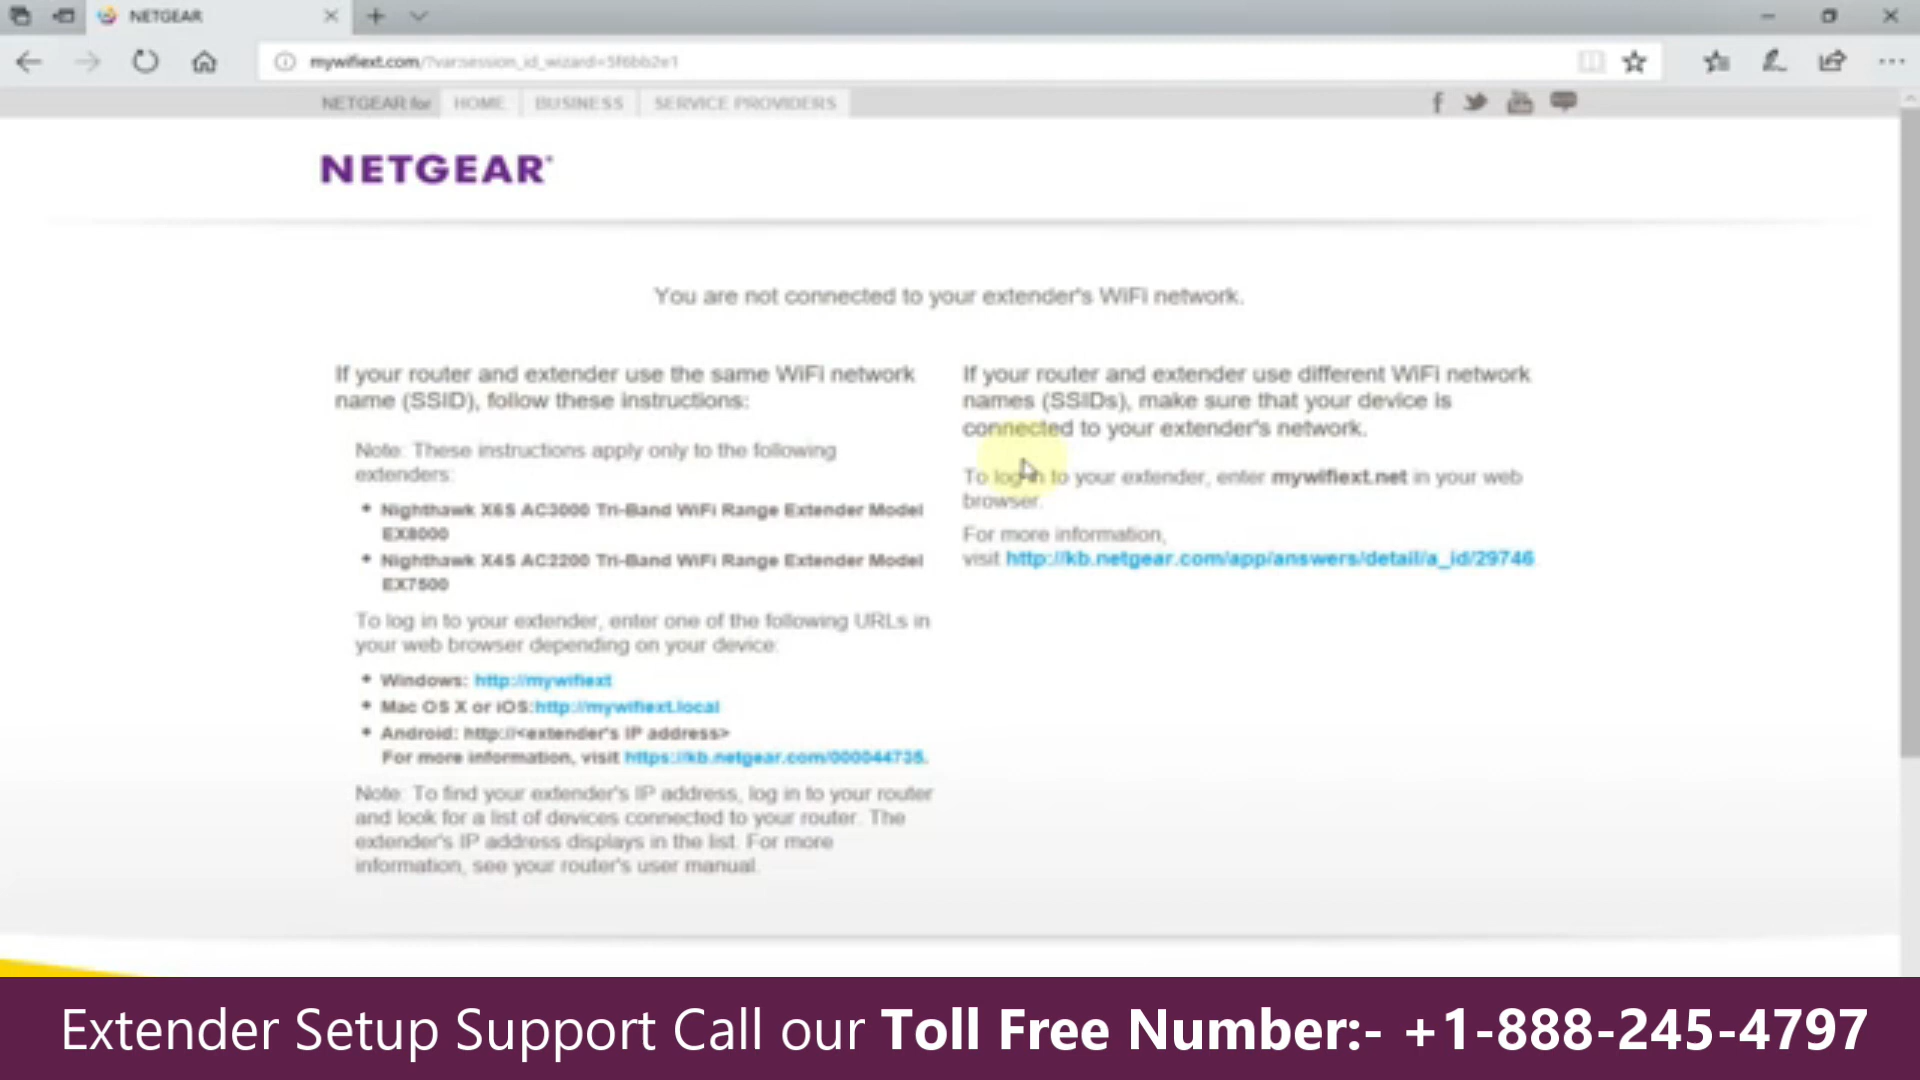 NETGEAR
mywifiext.com/?var:session_id_wizard=5f6bb2e1
NETGEAR for HOME BUSINESS SERVICE PROVIDERS
NETGEAR
You are not connected to your extender's WiFi network.
If your router and extender use the same WiFi network
name (SSID), follow these instructions:
Note: These instructions apply only to the following
extenders:
• Nighthawk X6S AC3000 Tri-Band WiFi Range Extender Model
EX8000
• Nighthawk X4S AC2200 Tri-Band WiFi Range Extender Model
EX7500
To log in to your extender, enter one of the following URLs in
your web browser depending on your device:
• Windows: http://mywifiext
• Mac OS X or iOS:http://mywifiext.local
• Android: http://<extender's IP address>
For more information, visit https://kb.netgear.com/000044735.
Note: To find your extender's IP address, log in to your router
and look for a list of devices connected to your router. The
extender's IP address displays in the list. For more
information, see your router's user manual.
If your router and extender use different WiFi network
names (SSIDs), make sure that your device is
connected to your extender's network.
To log in to your extender, enter mywifiext.net in your web
browser.
For more information,
visit http://kb.netgear.com/app/answers/detail/a_id/29746
Extender Setup Support Call our Toll Free Number:- +1-888-245-4797